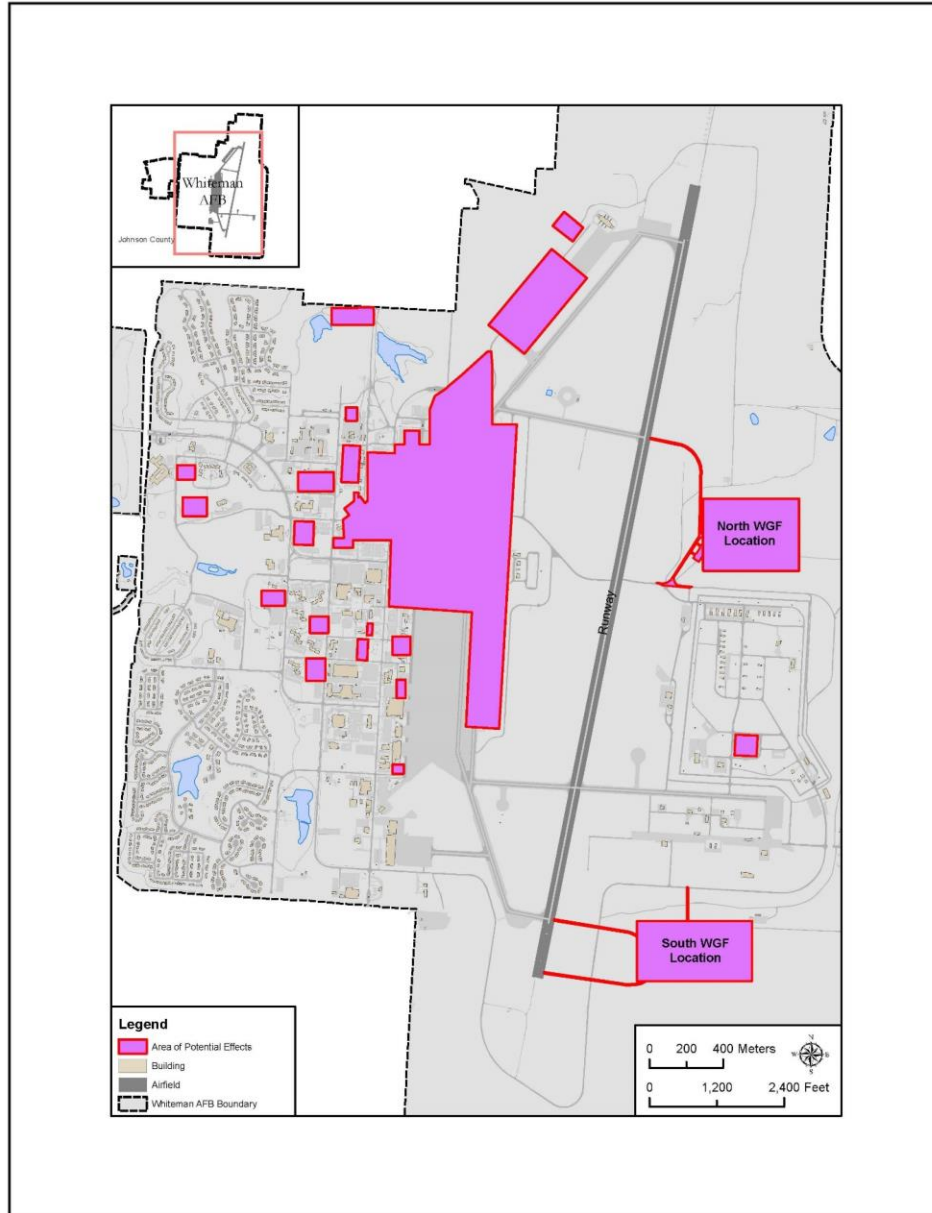 Whiteman
AFB
Johnson County
North WGF
Location
Runway
South WGF
Location
Legend
Area of Potential Effects
Building
Airfield
Whiteman AFB Boundary
0 200 400 Meters
N
W E
S
0 1,200 2,400 Feet